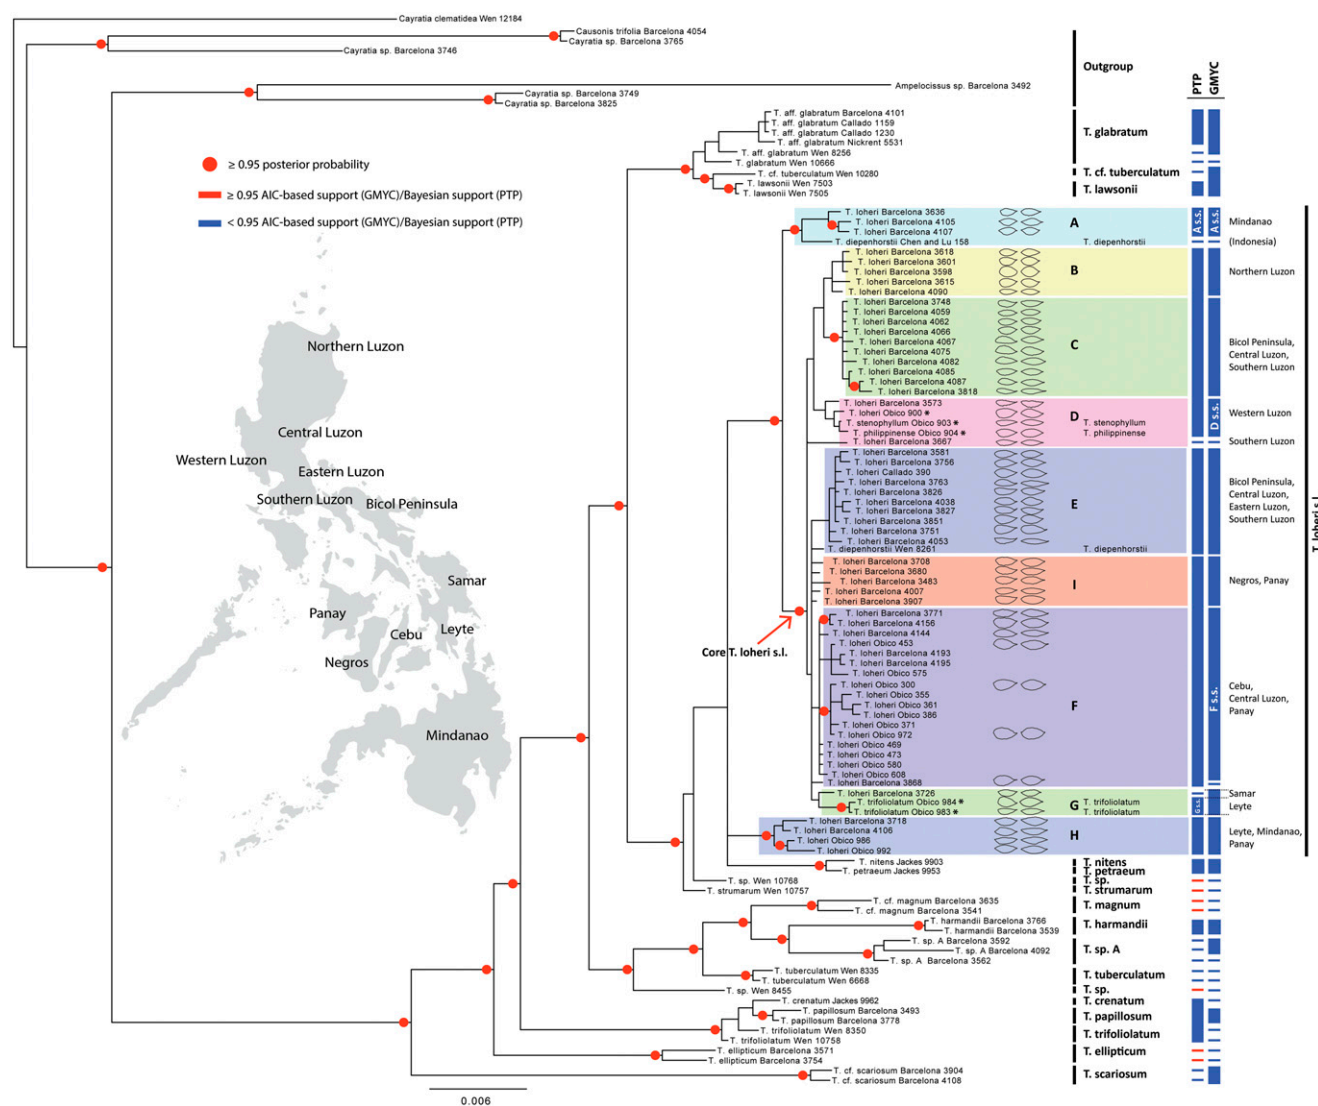 Cayratia clematidea Wen 12184
Causonis trifolia Barcelona 4054
Cayratia sp. Barcelona 3765
Cayratia sp. Barcelona 3746
Ampelocissus sp. Barcelona 3492
Cayratia sp. Barcelona 3749
Cayratia sp. Barcelona 3825
Outgroup
PTP
GMYC
T. aff. glabratum Barcelona 4101
T. aff. glabratum Callado 1159
T. aff. glabratum Callado 1230
T. aff. glabratum Nickrent 5531
T. aff. glabratum Wen 8256
T. glabratum Wen 10666
T. cf. tuberculatum Wen 10280
T. lawsonii Wen 7503
T. lawsonii Wen 7505
T. glabratum
T. cf. tuberculatum
T. lawsonii
≥ 0.95 posterior probability
≥ 0.95 AIC-based support (GMYC)/Bayesian support (PTP)
< 0.95 AIC-based support (GMYC)/Bayesian support (PTP)
T. loheri Barcelona 3636
T. loheri Barcelona 4105
T. loheri Barcelona 4107
T. diepenhorstii Chen and Lu 158
A
T. diepenhorstii
A s.s.
A s.s.
Mindanao
(Indonesia)
T. loheri Barcelona 3618
T. loheri Barcelona 3601
T. loheri Barcelona 3598
T. loheri Barcelona 3615
T. loheri Barcelona 4090
B
Northern Luzon
T. loheri Barcelona 3748
T. loheri Barcelona 4059
T. loheri Barcelona 4062
T. loheri Barcelona 4066
T. loheri Barcelona 4067
T. loheri Barcelona 4075
T. loheri Barcelona 4082
T. loheri Barcelona 4085
T. loheri Barcelona 4087
T. loheri Barcelona 3818
C
Bicol Peninsula,
Central Luzon,
Southern Luzon
T. loheri Barcelona 3573
T. loheri Obico 900 *
T. stenophyllum Obico 903 *
T. philippinense Obico 904 *
T. loheri Barcelona 3667
D
T. stenophyllum
T. philippinense
D s.s.
Western Luzon
Southern Luzon
T. loheri Barcelona 3581
T. loheri Barcelona 3756
T. loheri Callado 390
T. loheri Barcelona 3763
T. loheri Barcelona 3826
T. loheri Barcelona 4038
T. loheri Barcelona 3827
T. loheri Barcelona 3851
T. loheri Barcelona 3751
T. loheri Barcelona 4053
T. diepenhorstii Wen 8261
E
T. diepenhorstii
Bicol Peninsula,
Central Luzon,
Eastern Luzon,
Southern Luzon
T. loheri s.l.
T. loheri Barcelona 3708
T. loheri Barcelona 3680
T. loheri Barcelona 3483
T. loheri Barcelona 4007
T. loheri Barcelona 3907
I
Negros, Panay
Core T. loheri s.l.
T. loheri Barcelona 3771
T. loheri Barcelona 4156
T. loheri Barcelona 4144
T. loheri Obico 453
T. loheri Barcelona 4193
T. loheri Barcelona 4195
T. loheri Obico 575
T. loheri Obico 300
T. loheri Obico 355
T. loheri Obico 361
T. loheri Obico 386
T. loheri Obico 371
T. loheri Obico 972
T. loheri Obico 469
T. loheri Obico 473
T. loheri Obico 580
T. loheri Obico 608
T. loheri Barcelona 3868
F
F s.s.
Cebu,
Central Luzon,
Panay
T. loheri Barcelona 3726
T. trifoliolatum Obico 984 *
T. trifoliolatum Obico 983 *
G
T. trifoliolatum
T. trifoliolatum
G s.s.
Samar
Leyte
T. loheri Barcelona 3718
T. loheri Barcelona 4106
T. loheri Obico 986
T. loheri Obico 992
H
Leyte, Mindanao,
Panay
Northern Luzon
Central Luzon
Western Luzon
Eastern Luzon
Southern Luzon
Bicol Peninsula
Samar
Panay
Cebu
Leyte
Negros
Mindanao
T. nitens Jackes 9903
T. petraeum Jackes 9953
T. sp. Wen 10768
T. strumarum Wen 10757
T. cf. magnum Barcelona 3635
T. cf. magnum Barcelona 3541
T. harmandii Barcelona 3766
T. harmandii Barcelona 3539
T. sp. A Barcelona 3592
T. sp. A Barcelona 4092
T. sp. A Barcelona 3562
T. tuberculatum Wen 8335
T. tuberculatum Wen 6668
T. sp. Wen 8455
T. crenatum Jackes 9962
T. papillosum Barcelona 3493
T. papillosum Barcelona 3778
T. trifoliolatum Wen 8350
T. trifoliolatum Wen 10758
T. ellipticum Barcelona 3571
T. ellipticum Barcelona 3754
T. cf. scariosum Barcelona 3904
T. cf. scariosum Barcelona 4108
T. nitens
T. petraeum
T. sp.
T. strumarum
T. magnum
T. harmandii
T. sp. A
T. tuberculatum
T. sp.
T. crenatum
T. papillosum
T. trifoliolatum
T. ellipticum
T. scariosum
0.006